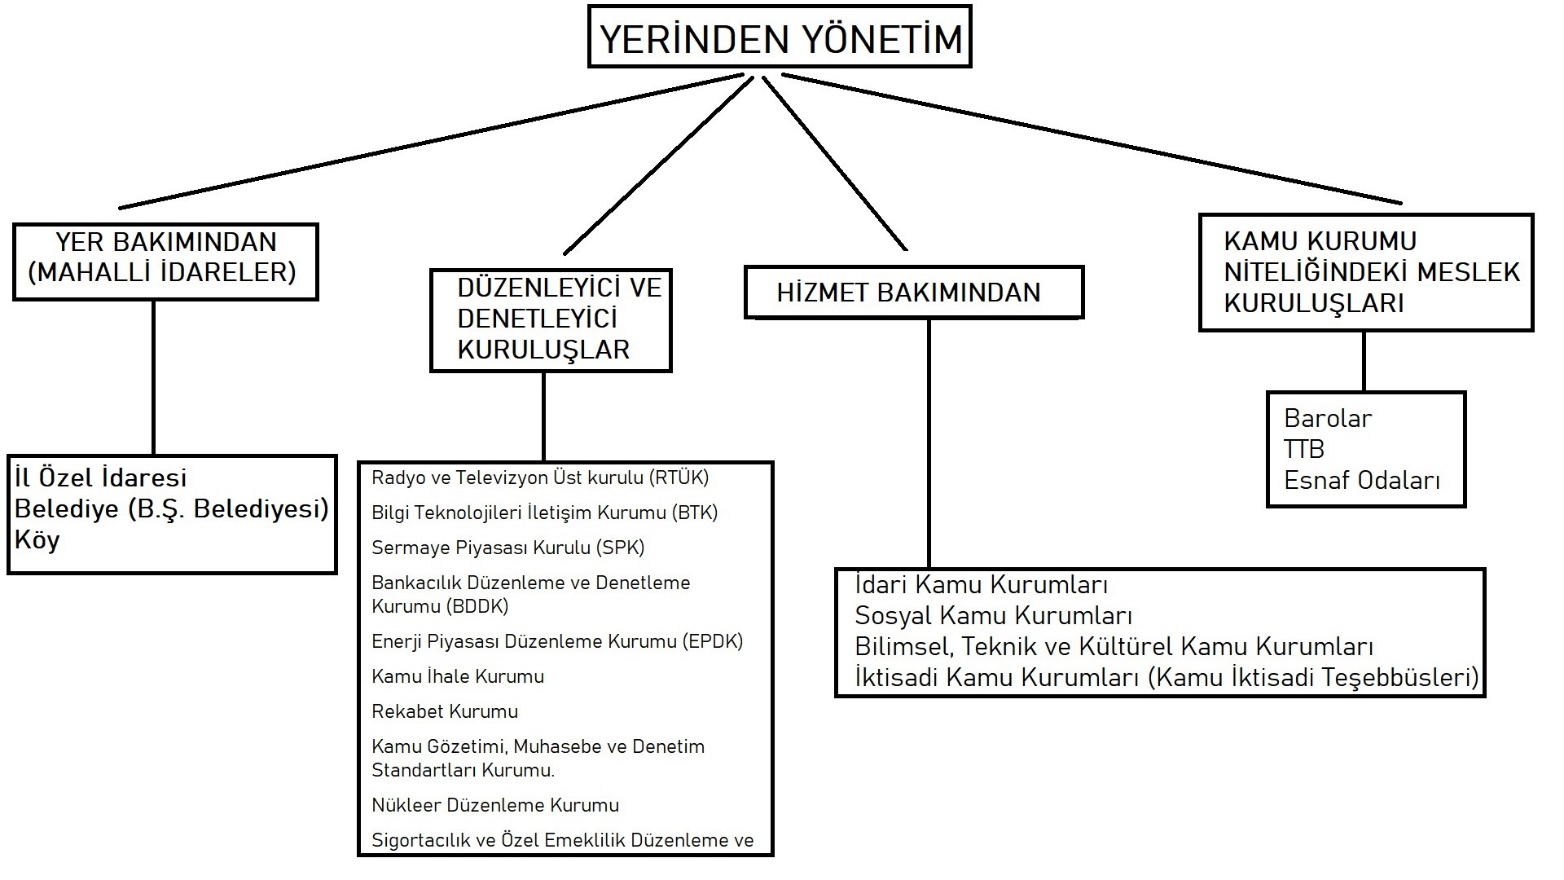 YERİNDEN YÖNETİM
YER BAKIMINDAN
(MAHALLİ İDARELER)
İl Özel İdaresi
Belediye (B.Ş. Belediyesi)
Köy
DÜZENLEYİCİ VE
DENETLEYİCİ
KURULUŞLAR
Radyo ve Televizyon Üst kurulu (RTÜK)
Bilgi Teknolojileri İletişim Kurumu (BTK)
Sermaye Piyasası Kurulu (SPK)
Bankacılık Düzenleme ve Denetleme
Kurumu (BDDK)
Enerji Piyasası Düzenleme Kurumu (EPDK)
Kamu İhale Kurumu
Rekabet Kurumu
Kamu Gözetimi, Muhasebe ve Denetim
Standartları Kurumu.
Nükleer Düzenleme Kurumu
Sigortacılık ve Özel Emeklilik Düzenleme ve
HİZMET BAKIMINDAN
İdari Kamu Kurumları
Sosyal Kamu Kurumları
Bilimsel, Teknik ve Kültürel Kamu Kurumları
İktisadi Kamu Kurumları (Kamu İktisadi Teşebbüsleri)
KAMU KURUMU
NİTELİĞİNDEKİ MESLEK
KURULUŞLARI
Barolar
TTB
Esnaf Odaları